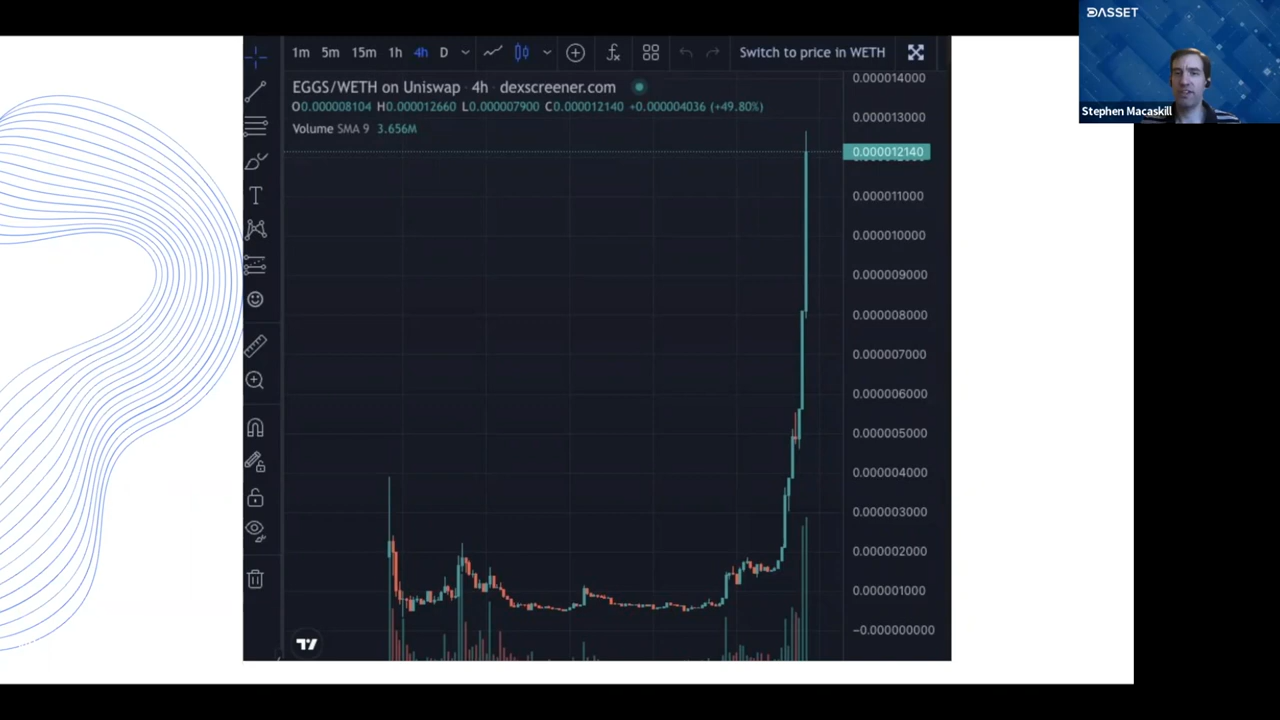 DASSET
Stephen Macaskill
1m 5m 15m 1h 4h D Switch to price in WETH
EGGS/WETH on Uniswap · 4h · dexscreener.com
O0.000008104 H0.000012660 L0.000007900 C0.000012140 +0.000004036 (+49.80%)
Volume SMA 9 3.656M
0.000014000
0.000013000
0.000012140
0.000011000
0.000010000
0.000009000
0.000008000
0.000007000
0.000006000
0.000005000
0.000004000
0.000003000
0.000002000
0.000001000
−0.000000000